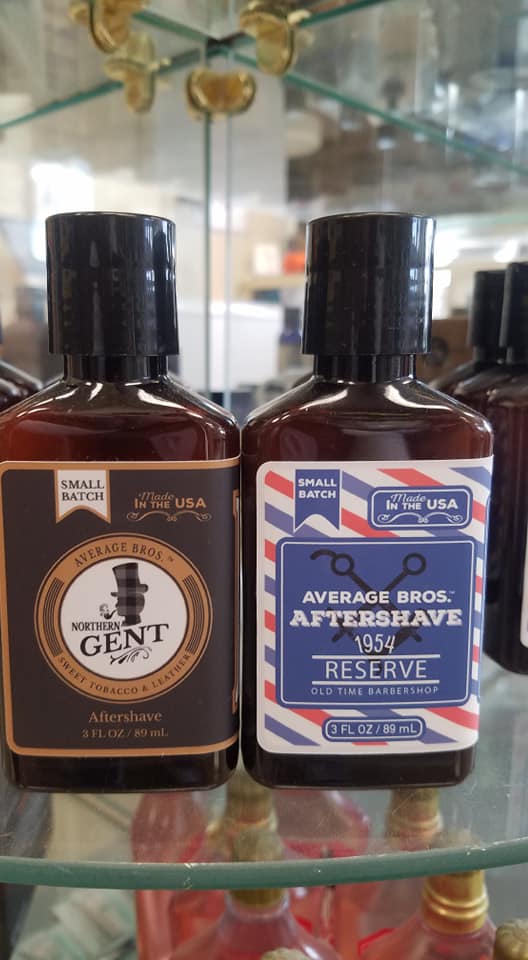 SMALL
BATCH
Made
IN THE USA
AVERAGE BROS.™
NORTHERN
GENT
SWEET TOBACCO & LEATHER
Aftershave
3 FL OZ / 89 mL
SMALL
BATCH
Made
IN THE USA
AVERAGE BROS.™
AFTERSHAVE
1954
RESERVE
OLD TIME BARBERSHOP
3 FL OZ / 89 mL